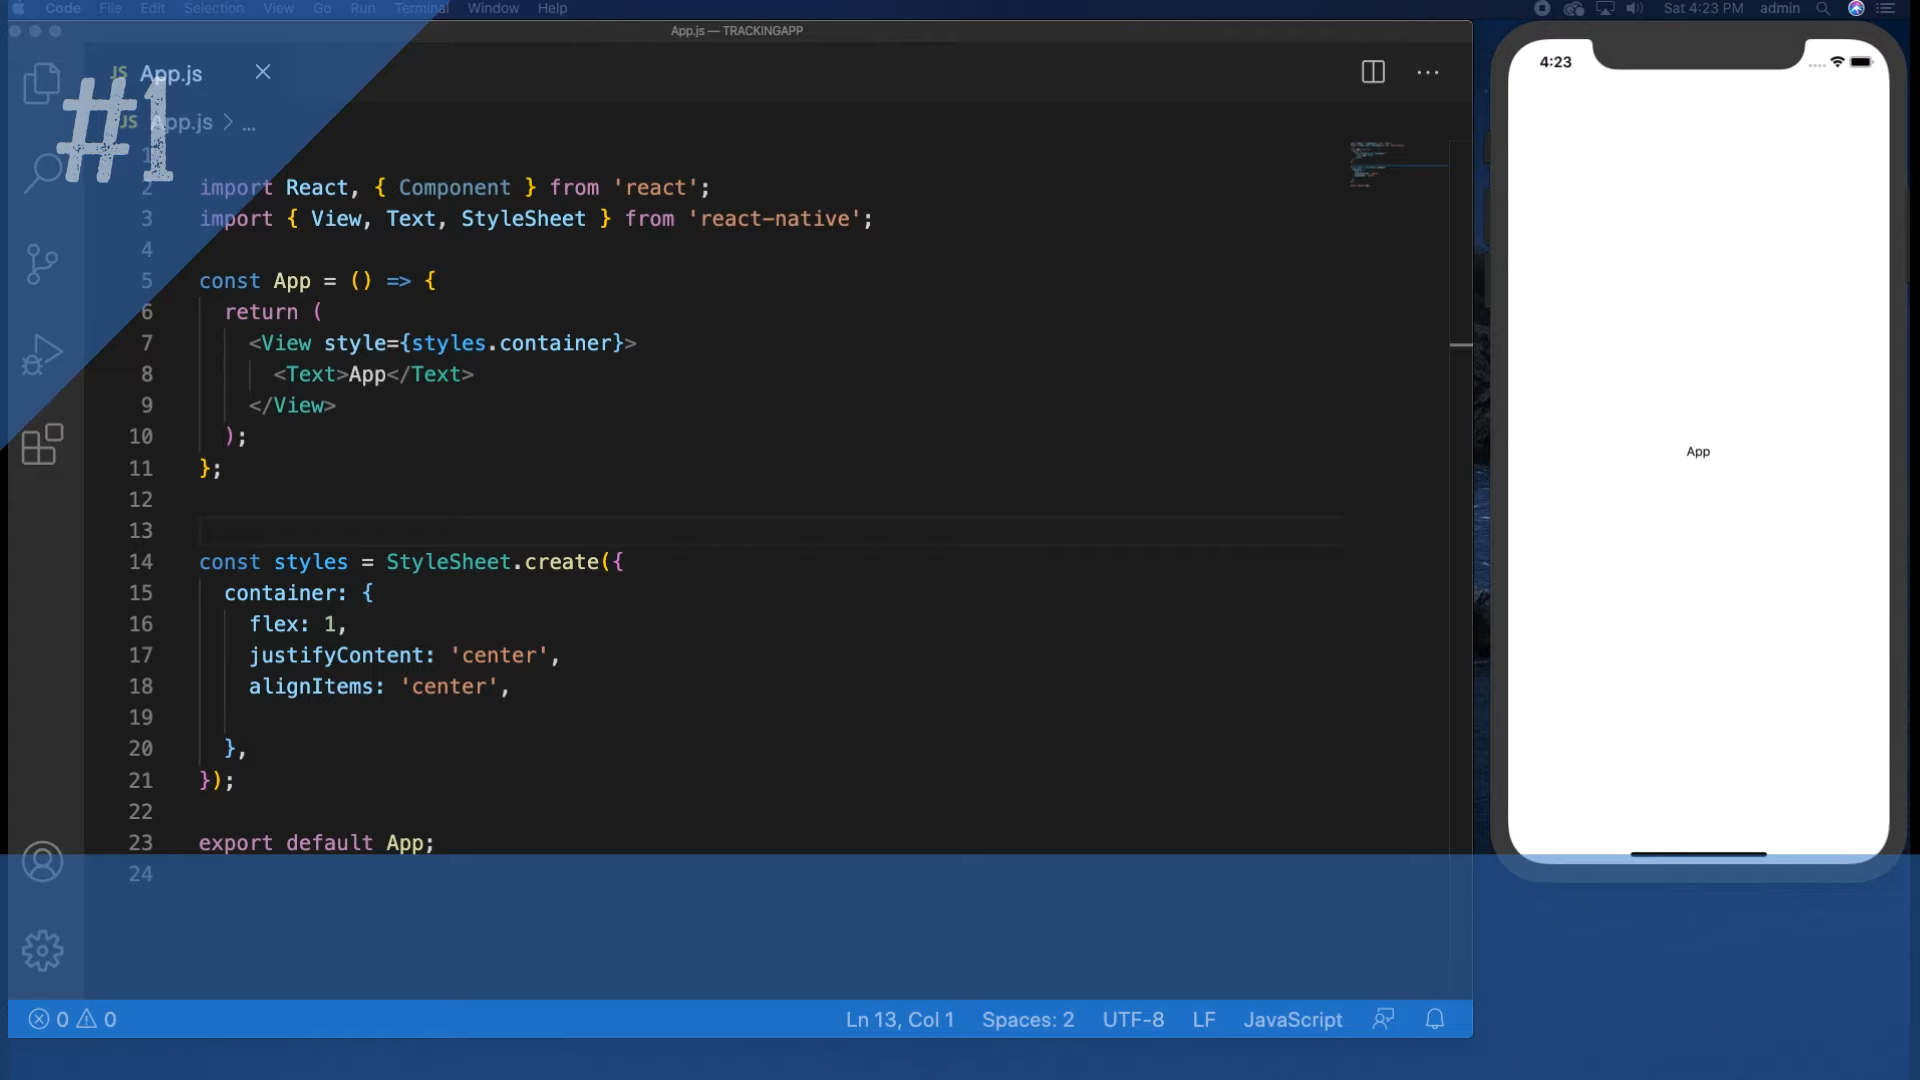 Code File Edit Selection View Go Run Terminal Window Help
Sat 4:23 PM admin
App.js — TRACKINGAPP
JS App.js
#1
JS App.js > ...
1
2 import React, { Component } from 'react';
3 import { View, Text, StyleSheet } from 'react-native';
4
5 const App = () => {
6 return (
7 <View style={styles.container}>
8 <Text>App</Text>
9 </View>
10 );
11 };
12
13
14 const styles = StyleSheet.create({
15 container: {
16 flex: 1,
17 justifyContent: 'center',
18 alignItems: 'center',
19
20 },
21 });
22
23 export default App;
24
0 0 Ln 13, Col 1 Spaces: 2 UTF-8 LF JavaScript
4:23
App